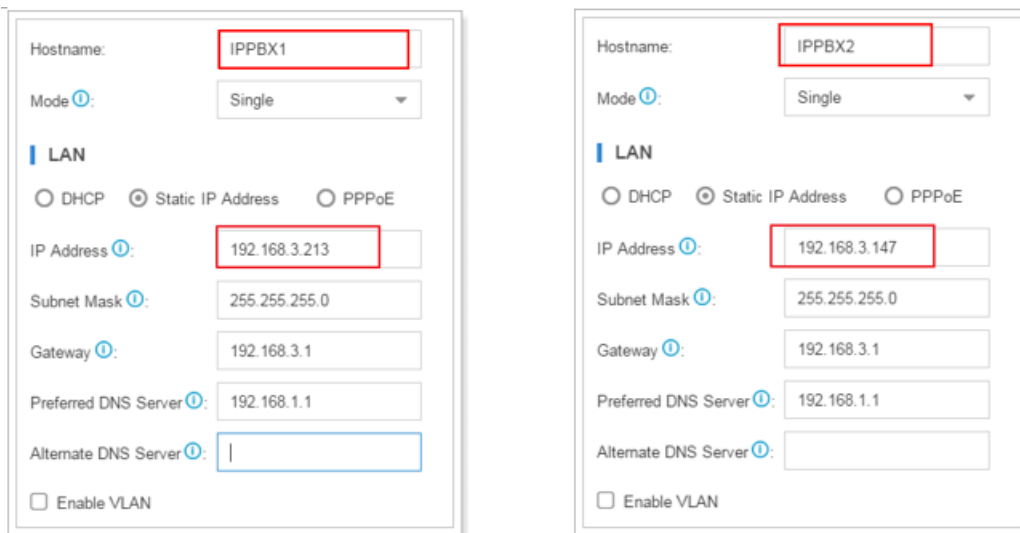 Hostname: IPPBX1
Mode: Single
LAN
DHCP Static IP Address PPPoE
IP Address: 192.168.3.213
Subnet Mask: 255.255.255.0
Gateway: 192.168.3.1
Preferred DNS Server: 192.168.1.1
Alternate DNS Server:
Enable VLAN
Hostname: IPPBX2
Mode: Single
LAN
DHCP Static IP Address PPPoE
IP Address: 192.168.3.147
Subnet Mask: 255.255.255.0
Gateway: 192.168.3.1
Preferred DNS Server: 192.168.1.1
Alternate DNS Server:
Enable VLAN